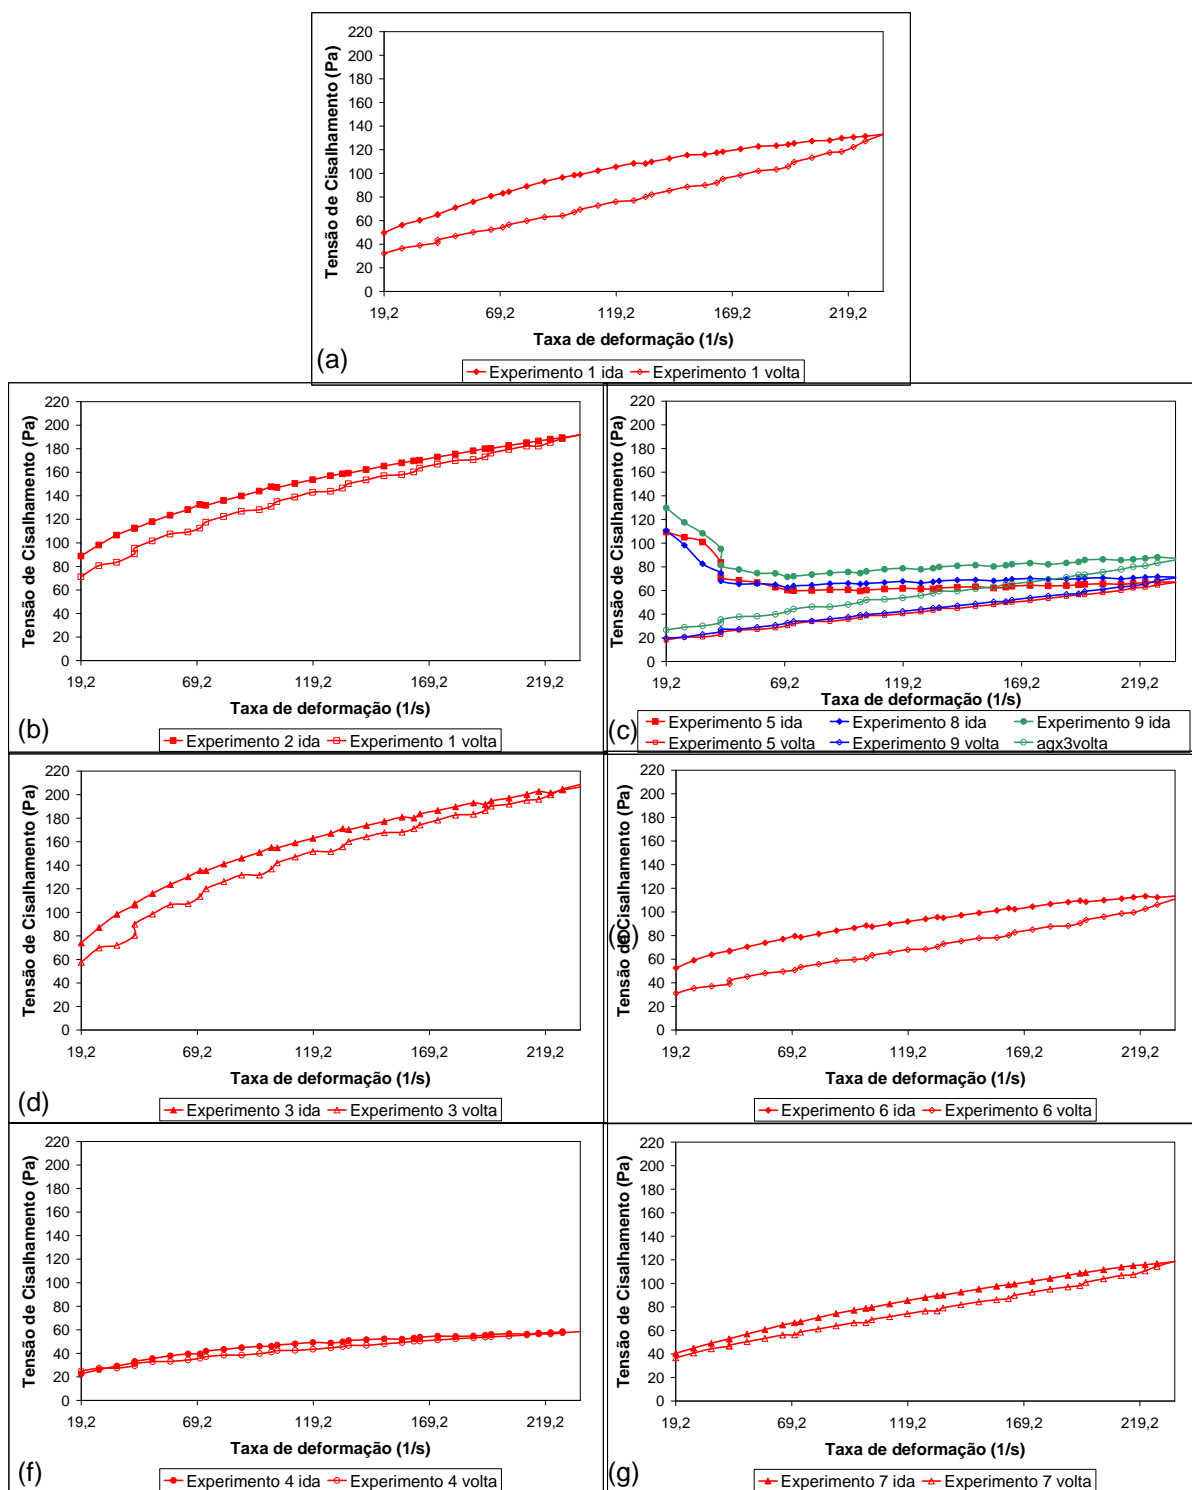 220
200
180
160
140
120
100
80
60
40
20
0
Tensão de Cisalhamento (Pa)
19,2 69,2 119,2 169,2 219,2
Taxa de deformação (1/s)
(a)
Experimento 1 ida Experimento 1 volta
220
200
180
160
140
120
100
80
60
40
20
0
Tensão de Cisalhamento (Pa)
19,2 69,2 119,2 169,2 219,2
Taxa de deformação (1/s)
(b)
Experimento 2 ida Experimento 1 volta
220
200
180
160
140
120
100
80
60
40
20
0
Tensão de Cisalhamento (Pa)
19,2 69,2 119,2 169,2 219,2
Taxa de deformação (1/s)
(c)
Experimento 5 ida Experimento 8 ida Experimento 9 ida
Experimento 5 volta Experimento 9 volta agx3volta
220
200
180
160
140
120
100
80
60
40
20
0
Tensão de Cisalhamento (Pa)
19,2 69,2 119,2 169,2 219,2
Taxa de deformação (1/s)
(d)
Experimento 3 ida Experimento 3 volta
220
200
180
160
140
120
100
80
60
40
20
0
Tensão de Cisalhamento (Pa)
19,2 69,2 119,2 169,2 219,2
Taxa de deformação (1/s)
(e)
Experimento 6 ida Experimento 6 volta
220
200
180
160
140
120
100
80
60
40
20
0
Tensão de Cisalhamento (Pa)
19,2 69,2 119,2 169,2 219,2
Taxa de deformação (1/s)
(f)
Experimento 4 ida Experimento 4 volta
220
200
180
160
140
120
100
80
60
40
20
0
Tensão de Cisalhamento (Pa)
19,2 69,2 119,2 169,2 219,2
Taxa de deformação (1/s)
(g)
Experimento 7 ida Experimento 7 volta